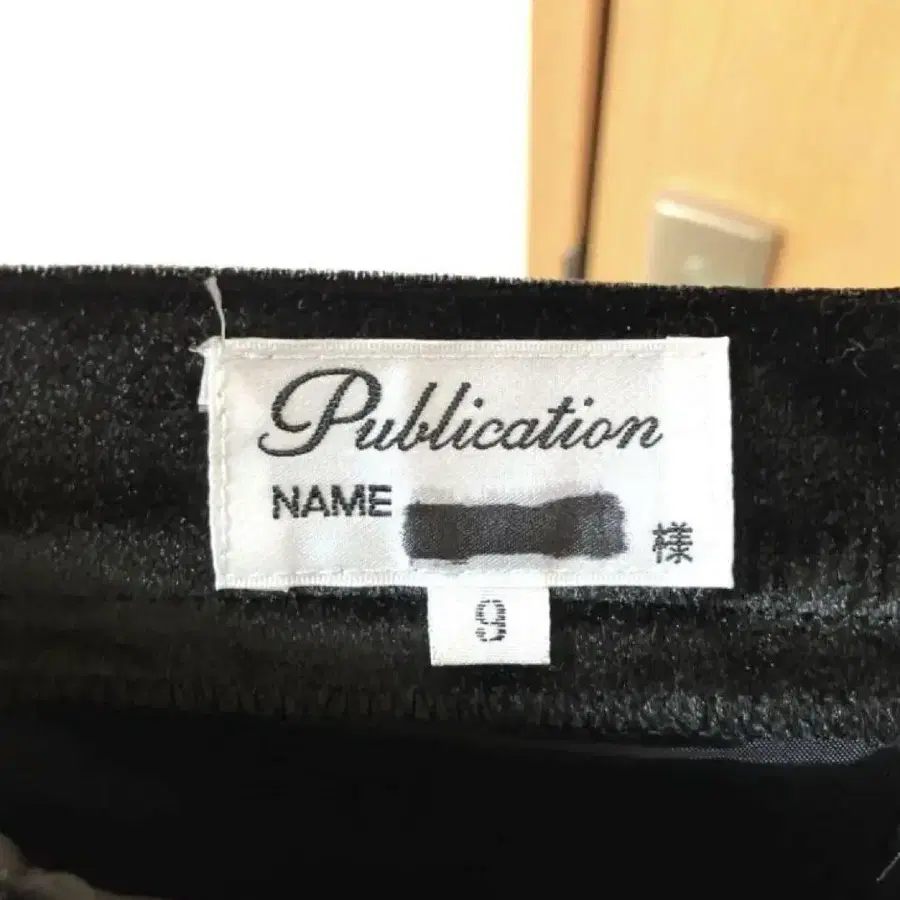 Publication
NAME 様
9